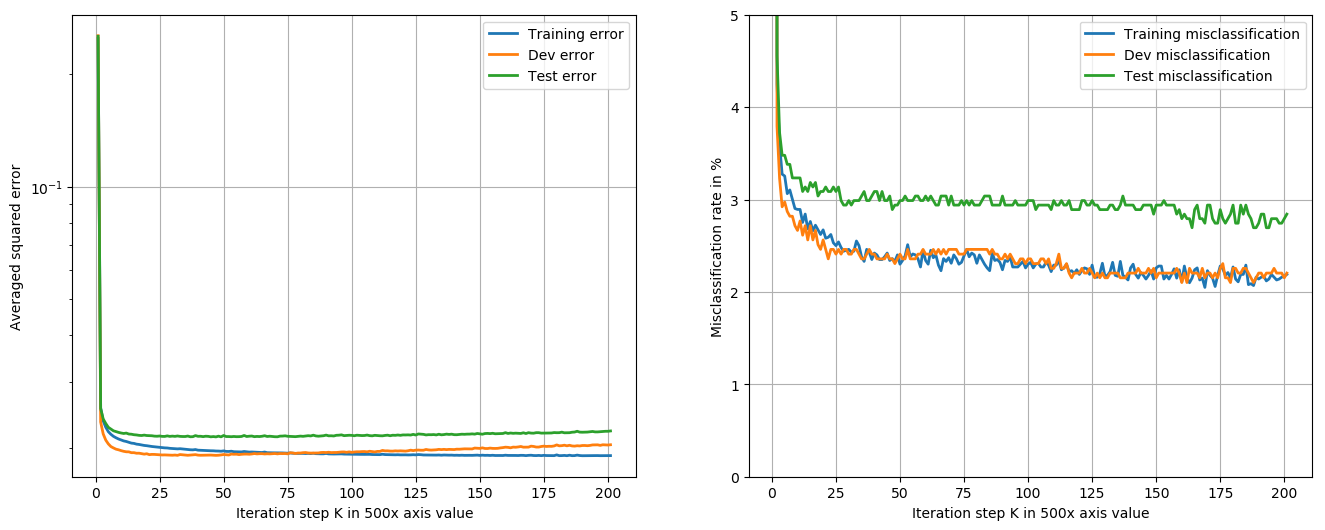 Training error
Dev error
Test error
10⁻¹
Averaged squared error
0 25 50 75 100 125 150 175 200
Iteration step K in 500x axis value
Training misclassification
Dev misclassification
Test misclassification
5
4
3
2
1
0
Misclassification rate in %
0 25 50 75 100 125 150 175 200
Iteration step K in 500x axis value